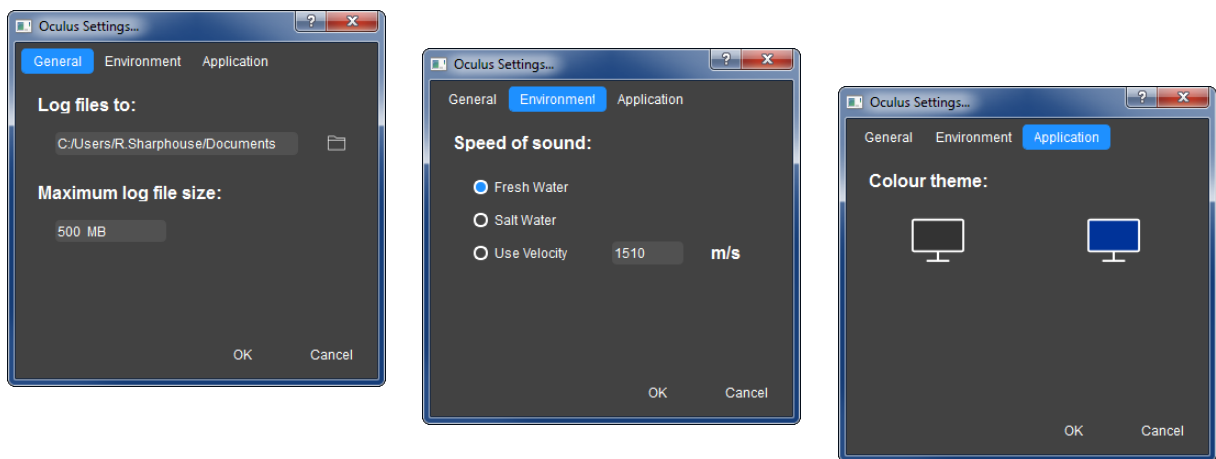 Oculus Settings...
General Environment Application
Log files to:
C:/Users/R.Sharphouse/Documents
Maximum log file size:
500 MB
OK Cancel
Oculus Settings...
General Environment Application
Speed of sound:
Fresh Water
Salt Water
Use Velocity 1510 m/s
OK Cancel
Oculus Settings...
General Environment Application
Colour theme:
OK Cancel